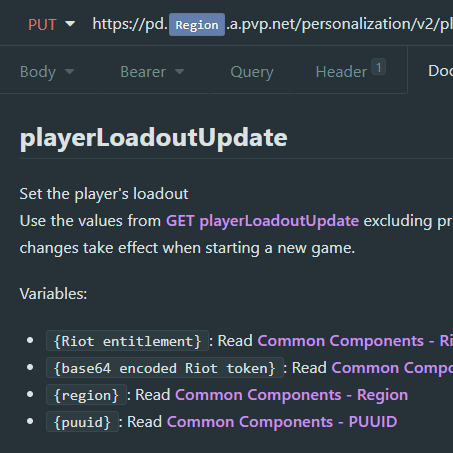 PUT https://pd. Region .a.pvp.net/personalization/v2/pl
Body Bearer Query Header 1 Doc
playerLoadoutUpdate
Set the player's loadout
Use the values from GET playerLoadoutUpdate excluding pr
changes take effect when starting a new game.
Variables:
• {Riot entitlement}: Read Common Components - Ri
• {base64 encoded Riot token}: Read Common Compo
• {region}: Read Common Components - Region
• {puuid}: Read Common Components - PUUID